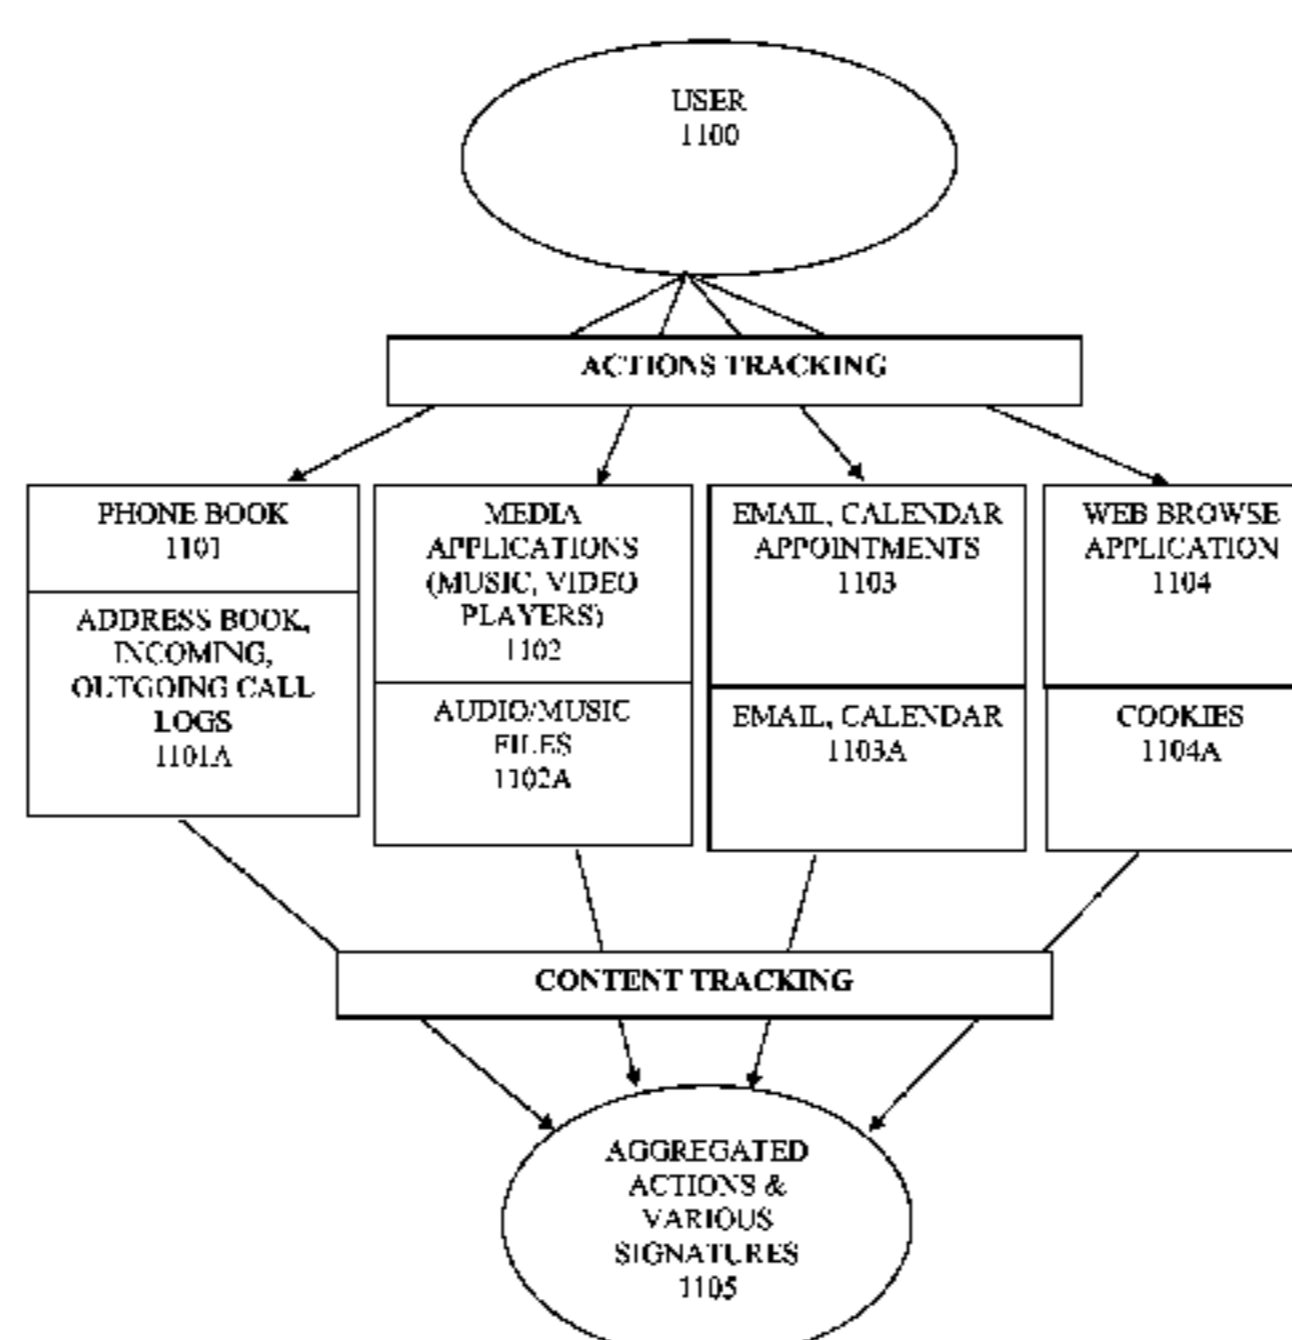 USER
1100
ACTIONS TRACKING
PHONE BOOK
1101
ADDRESS BOOK,
INCOMING,
OUTGOING CALL
LOGS
1101A
MEDIA
APPLICATIONS
(MUSIC, VIDEO
PLAYERS)
1102
AUDIO/MUSIC
FILES
1102A
EMAIL, CALENDAR
APPOINTMENTS
1103
EMAIL, CALENDAR
1103A
WEB BROWSE
APPLICATION
1104
COOKIES
1104A
CONTENT TRACKING
AGGREGATED
ACTIONS &
VARIOUS
SIGNATURES
1105